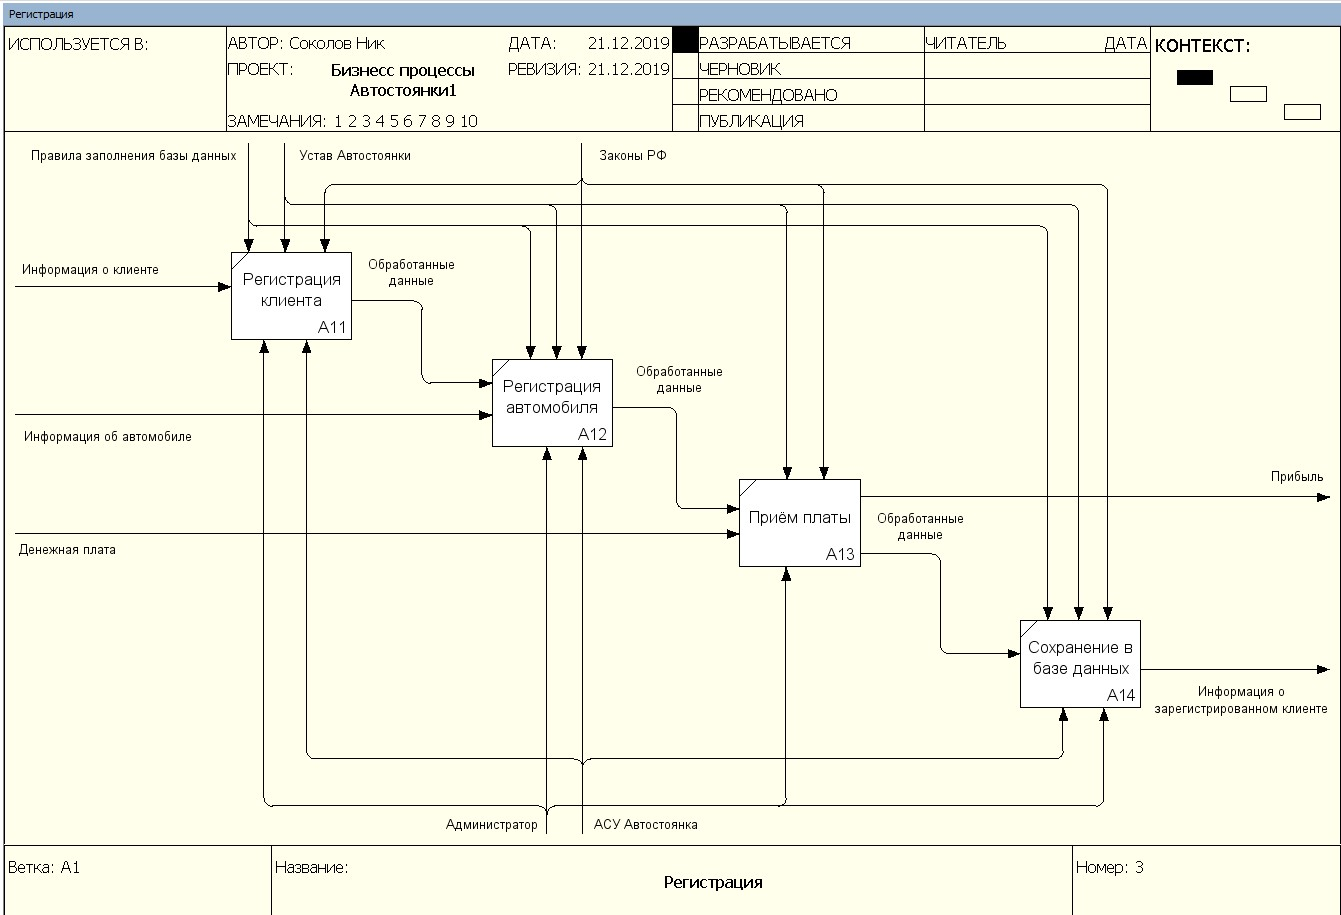 Регистрация
ИСПОЛЬЗУЕТСЯ В:
АВТОР: Соколов Ник
ДАТА: 21.12.2019
ПРОЕКТ: Бизнесс процессы
Автостоянки1
РЕВИЗИЯ: 21.12.2019
ЗАМЕЧАНИЯ: 1 2 3 4 5 6 7 8 9 10
РАЗРАБАТЫВАЕТСЯ
ЧЕРНОВИК
РЕКОМЕНДОВАНО
ПУБЛИКАЦИЯ
ЧИТАТЕЛЬ ДАТА
КОНТЕКСТ:
Правила заполнения базы данных
Устав Автостоянки
Законы РФ
Информация о клиенте
Регистрация
клиента
A11
Обработанные
данные
Информация об автомобиле
Регистрация
автомобиля
A12
Обработанные
данные
Прибыль
Денежная плата
Приём платы
A13
Обработанные
данные
Сохранение в
базе данных
A14
Информация о
зарегистрированном клиенте
Администратор
АСУ Автостоянка
Ветка: A1
Название:
Регистрация
Номер: 3